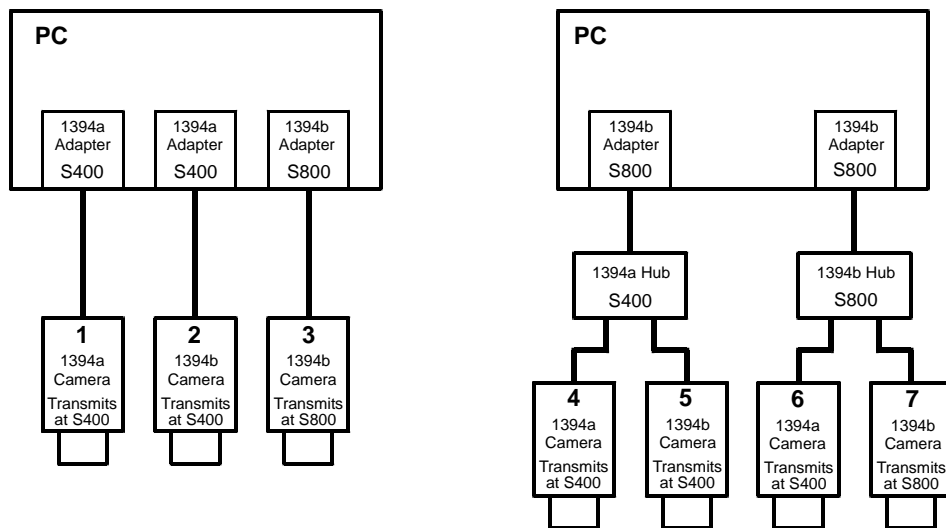 PC
1394a
Adapter
S400
1394a
Adapter
S400
1394b
Adapter
S800
1
1394a
Camera
Transmits
at S400
2
1394b
Camera
Transmits
at S400
3
1394b
Camera
Transmits
at S800
PC
1394b
Adapter
S800
1394b
Adapter
S800
1394a Hub
S400
1394b Hub
S800
4
1394a
Camera
Transmits
at S400
5
1394b
Camera
Transmits
at S400
6
1394a
Camera
Transmits
at S400
7
1394b
Camera
Transmits
at S800